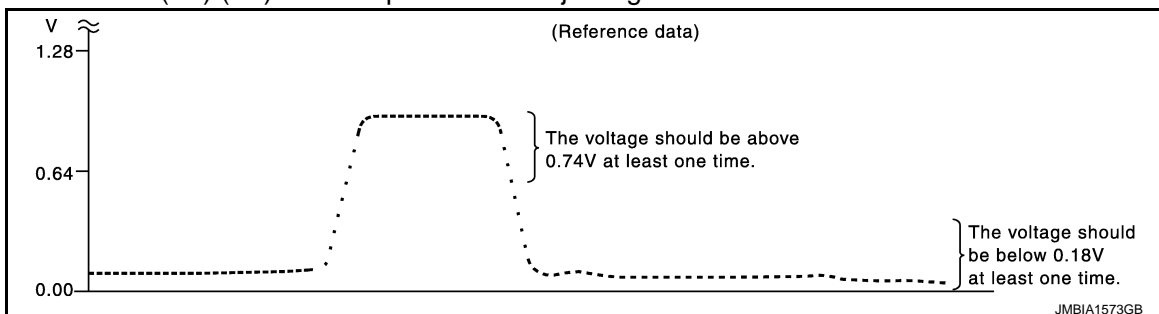 V
(Reference data)
1.28
The voltage should be above
0.74V at least one time.
0.64
The voltage should
be below 0.18V
at least one time.
0.00
JMBIA1573GB